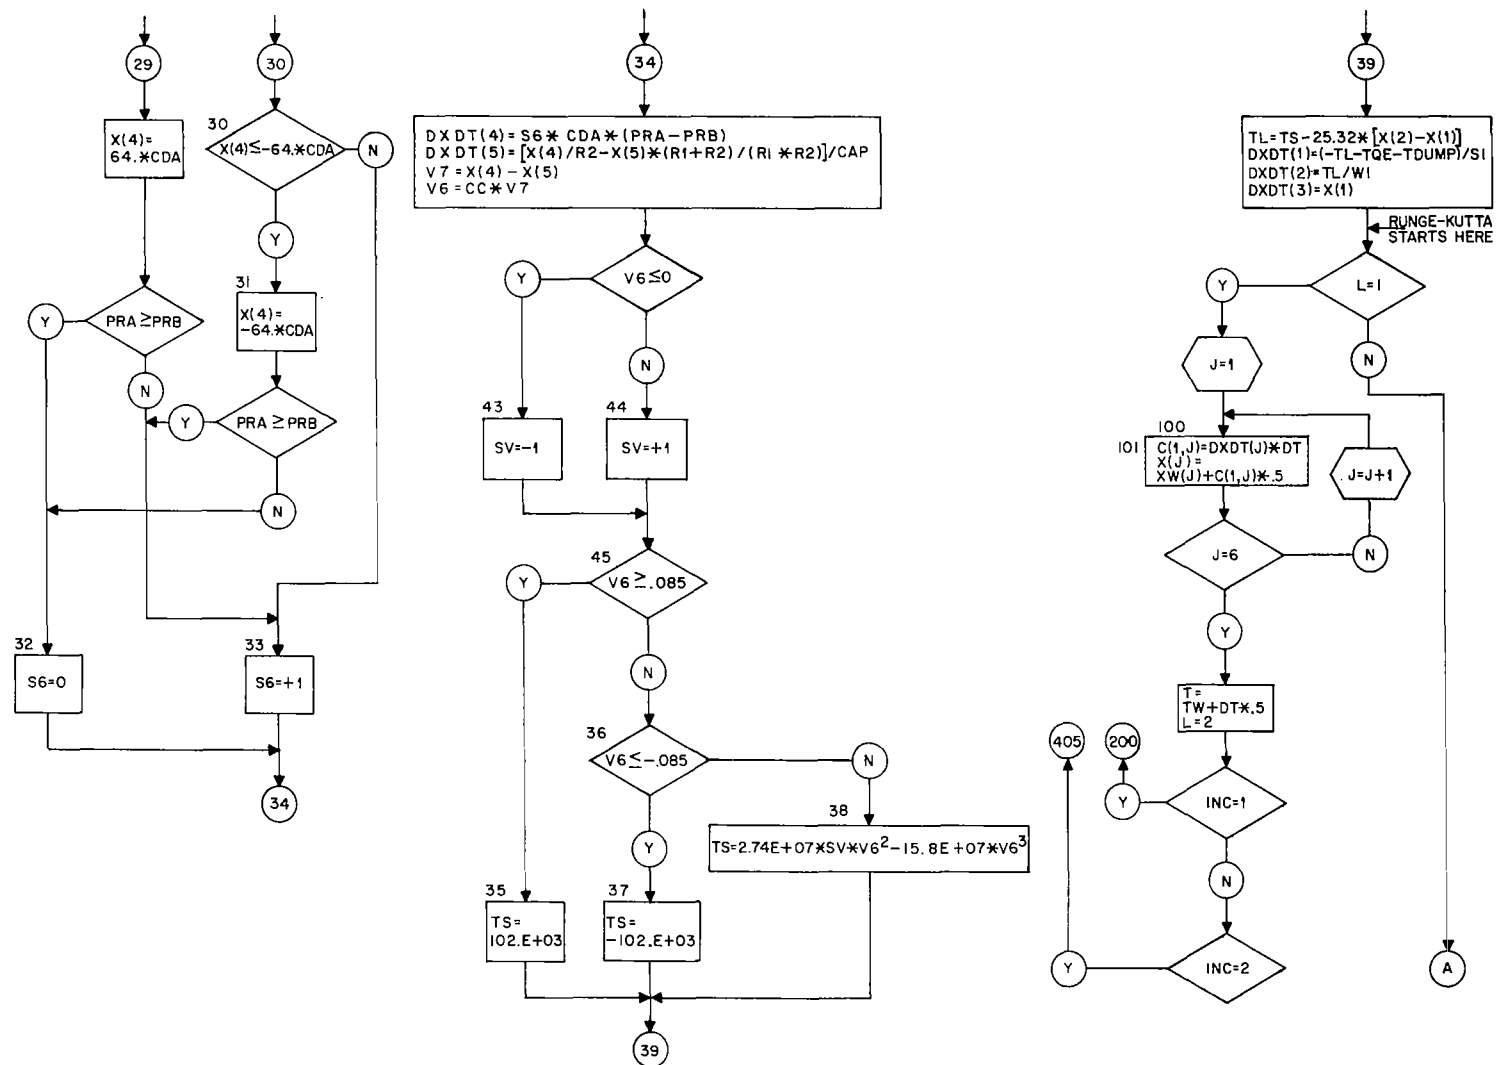 29
X(4)=
64.*CDA
PRA≥PRB
Y
N
32
S6=0
30
30
X(4)≤-64.*CDA
N
Y
31
X(4)=
-64.*CDA
PRA≥PRB
Y
N
33
S6=+1
34
34
DXDT(4)=S6*CDA*(PRA-PRB)
DXDT(5)=[X(4)/R2-X(5)*(R1+R2)/(R1*R2)]/CAP
V7=X(4)-X(5)
V6=CC*V7
V6≤0
Y
N
43
SV=-1
44
SV=+1
45
V6≥.085
Y
N
36
V6≤-.085
N
Y
38
TS=2.74E+07*SV*V6²-15.8E+07*V6³
35
TS=
102.E+03
37
TS=
-102.E+03
39
39
TL=TS-25.32*[X(2)-X(1)]
DXDT(1)=(-TL-TQE-TDUMP)/SI
DXDT(2)=TL/WI
DXDT(3)=X(1)
RUNGE-KUTTA
STARTS HERE
L=1
Y
N
J=1
100
101
C(1,J)=DXDT(J)*DT
X(J)=
XW(J)+C(1,J)*.5
J=J+1
J=6
N
Y
T=
TW+DT*.5
L=2
405
200
INC=1
Y
N
INC=2
Y
A